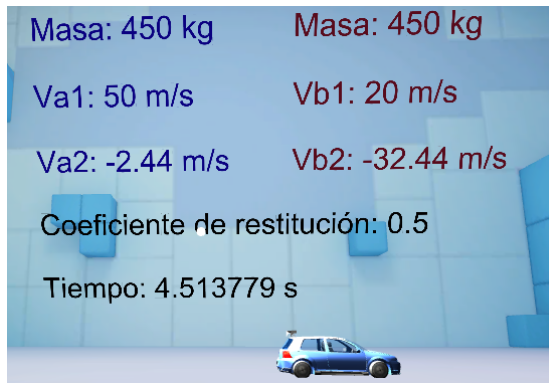 Masa: 450 kg Masa: 450 kg
Va1: 50 m/s Vb1: 20 m/s
Va2: -2.44 m/s Vb2: -32.44 m/s
Coeficiente de restitución: 0.5
Tiempo: 4.513779 s